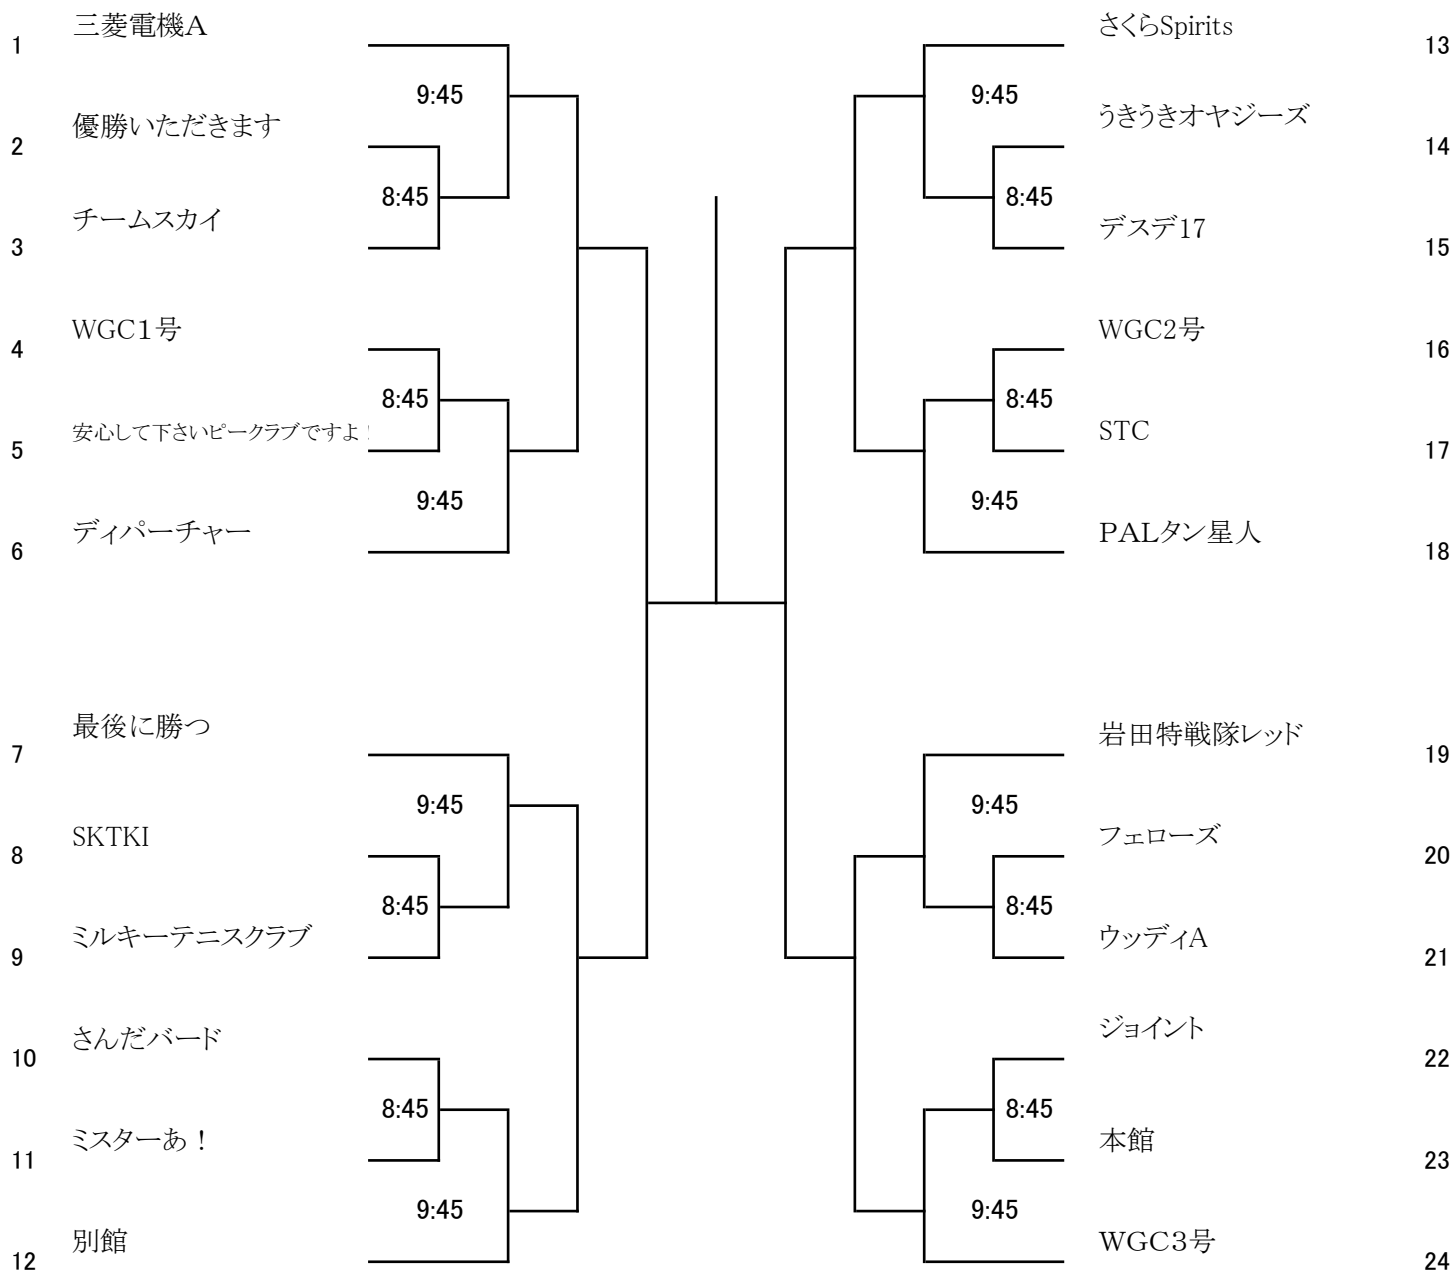 三菱電機A
1
9:45
優勝いただきます
2
8:45
チームスカイ
3
WGC１号
4
8:45
安心して下さいピークラブですよ！
5
9:45
ディパーチャー
6
最後に勝つ
7
9:45
SKTKI
8
8:45
ミルキーテニスクラブ
9
さんだバード
10
8:45
ミスターあ！
11
9:45
別館
12
さくらSpirits
13
9:45
うきうきオヤジーズ
14
8:45
デスデ17
15
WGC2号
16
8:45
STC
17
9:45
PALタン星人
18
岩田特戦隊レッド
19
9:45
フェローズ
20
8:45
ウッディA
21
ジョイント
22
8:45
本館
23
9:45
WGC３号
24